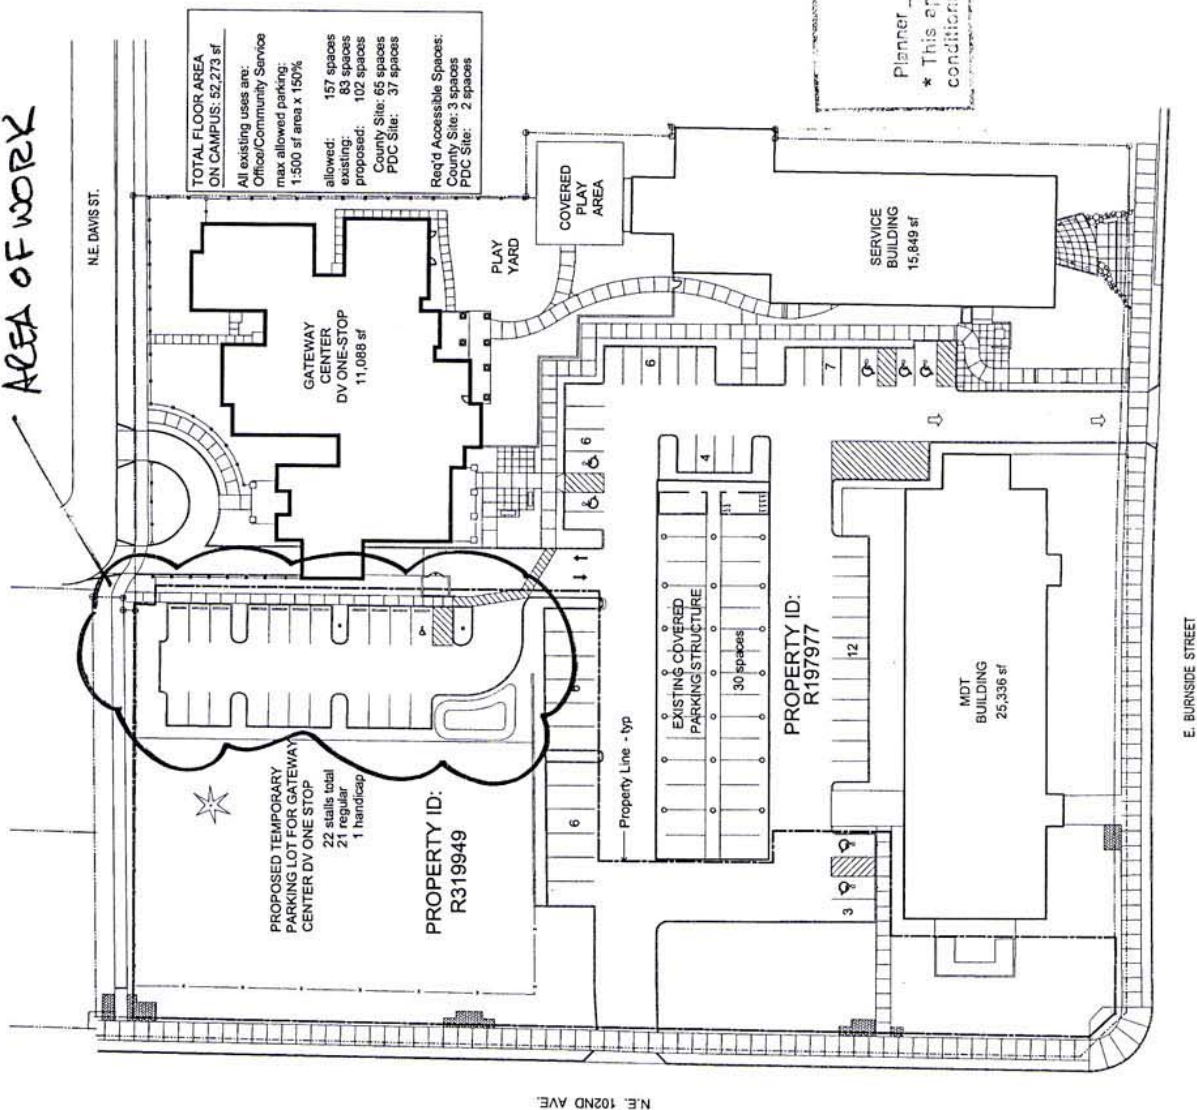 AREA OF WORK
N.E. DAVIS ST.
TOTAL FLOOR AREA
ON CAMPUS: 52,273 sf
All existing uses are:
Office/Community Service
max allowed parking:
1:500 sf area x 150%
allowed: 157 spaces
existing: 83 spaces
proposed: 102 spaces
County Site: 65 spaces
PDC Site: 37 spaces
Req'd Accessible Spaces:
County Site: 3 spaces
PDC Site: 2 spaces
Planner
* This ap
condition
GATEWAY
CENTER
DV ONE-STOP
11,088 sf
PLAY
YARD
COVERED
PLAY
AREA
SERVICE
BUILDING
15,849 sf
6
7
6
4
PROPOSED TEMPORARY
PARKING LOT FOR GATEWAY
CENTER DV ONE STOP
22 stalls total
21 regular
1 handicap
PROPERTY ID:
R319949
6
6
Property Line - typ
EXISTING COVERED
PARKING STRUCTURE
30 spaces
PROPERTY ID:
R197977
12
3
MDT
BUILDING
25,336 sf
E. BURNSIDE STREET
N.E. 102ND AVE.